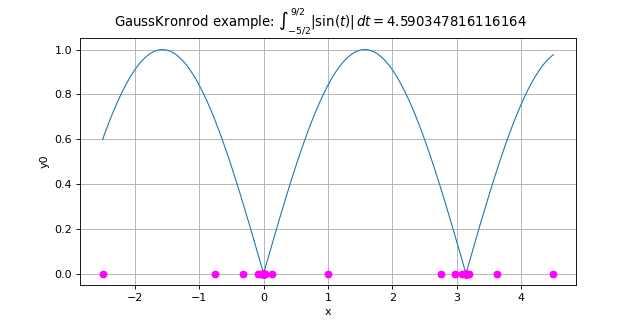 GaussKronrod example: ∫_{−5/2}^{9/2} |sin(t)| dt = 4.590347816116164
1.0
0.8
0.6
0.4
0.2
0.0
y0
−2 −1 0 1 2 3 4
x